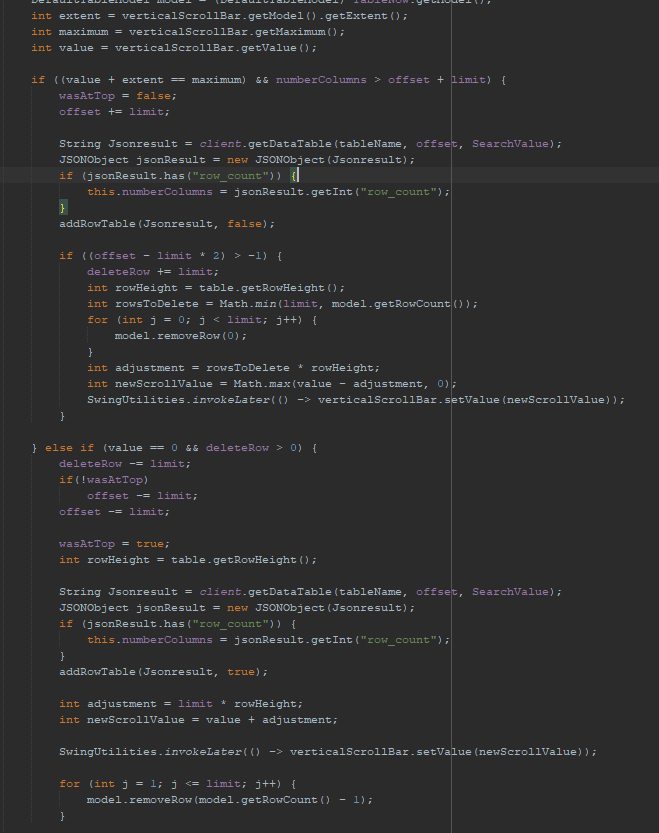 DefaultTableModel model = (DefaultTableModel) TableNow.getModel();
int extent = verticalScrollBar.getModel().getExtent();
int maximum = verticalScrollBar.getMaximum();
int value = verticalScrollBar.getValue();
if ((value + extent == maximum) && numberColumns > offset + limit) {
wasAtTop = false;
offset += limit;
String Jsonresult = client.getDataTable(tableName, offset, SearchValue);
JSONObject jsonResult = new JSONObject(Jsonresult);
if (jsonResult.has("row_count")) {
this.numberColumns = jsonResult.getInt("row_count");
}
addRowTable(Jsonresult, false);
if ((offset - limit * 2) > -1) {
deleteRow += limit;
int rowHeight = table.getRowHeight();
int rowsToDelete = Math.min(limit, model.getRowCount());
for (int j = 0; j < limit; j++) {
model.removeRow(0);
}
int adjustment = rowsToDelete * rowHeight;
int newScrollValue = Math.max(value - adjustment, 0);
SwingUtilities.invokeLater(() -> verticalScrollBar.setValue(newScrollValue));
}
} else if (value == 0 && deleteRow > 0) {
deleteRow -= limit;
if(!wasAtTop)
offset -= limit;
offset -= limit;
wasAtTop = true;
int rowHeight = table.getRowHeight();
String Jsonresult = client.getDataTable(tableName, offset, SearchValue);
JSONObject jsonResult = new JSONObject(Jsonresult);
if (jsonResult.has("row_count")) {
this.numberColumns = jsonResult.getInt("row_count");
}
addRowTable(Jsonresult, true);
int adjustment = limit * rowHeight;
int newScrollValue = value + adjustment;
SwingUtilities.invokeLater(() -> verticalScrollBar.setValue(newScrollValue));
for (int j = 1; j <= limit; j++) {
model.removeRow(model.getRowCount() - 1);
}